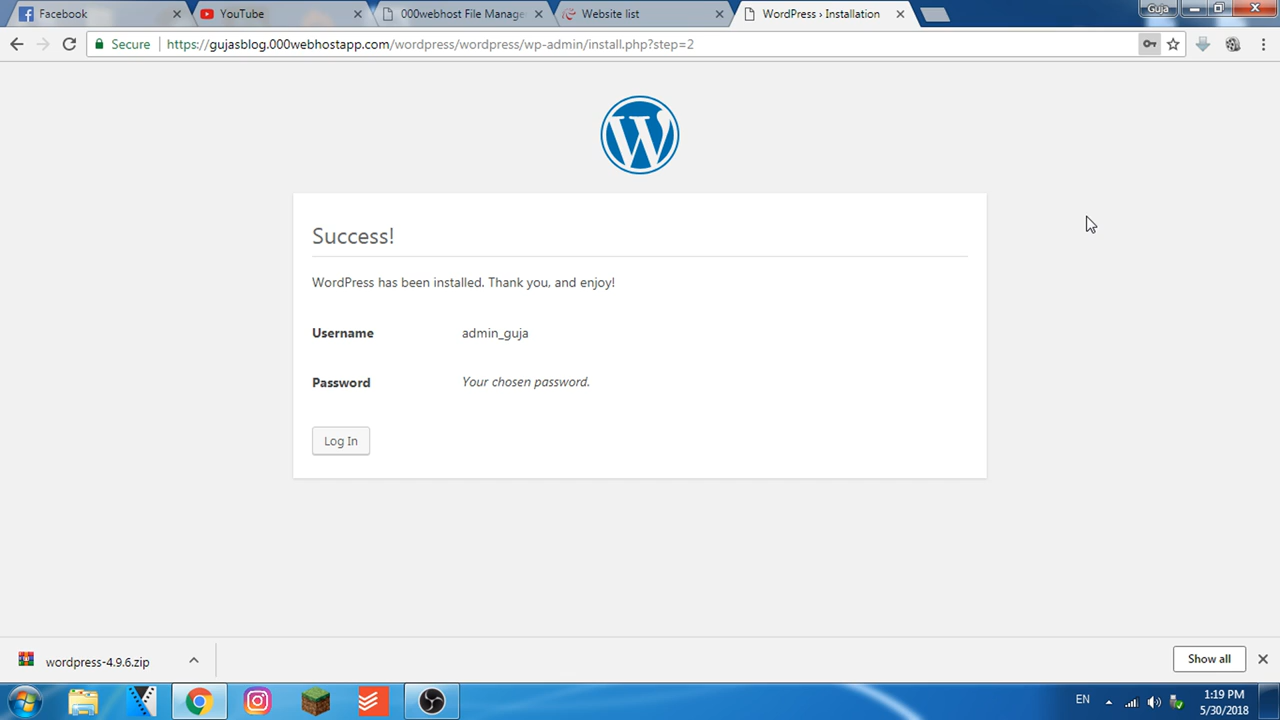 Facebook
YouTube
000webhost File Manage
Website list
WordPress › Installation
Guja
Secure
https://gujasblog.000webhostapp.com/wordpress/wordpress/wp-admin/install.php?step=2
Success!
WordPress has been installed. Thank you, and enjoy!
Username admin_guja
Password Your chosen password.
Log In
wordpress-4.9.6.zip
Show all
EN
1:19 PM
5/30/2018